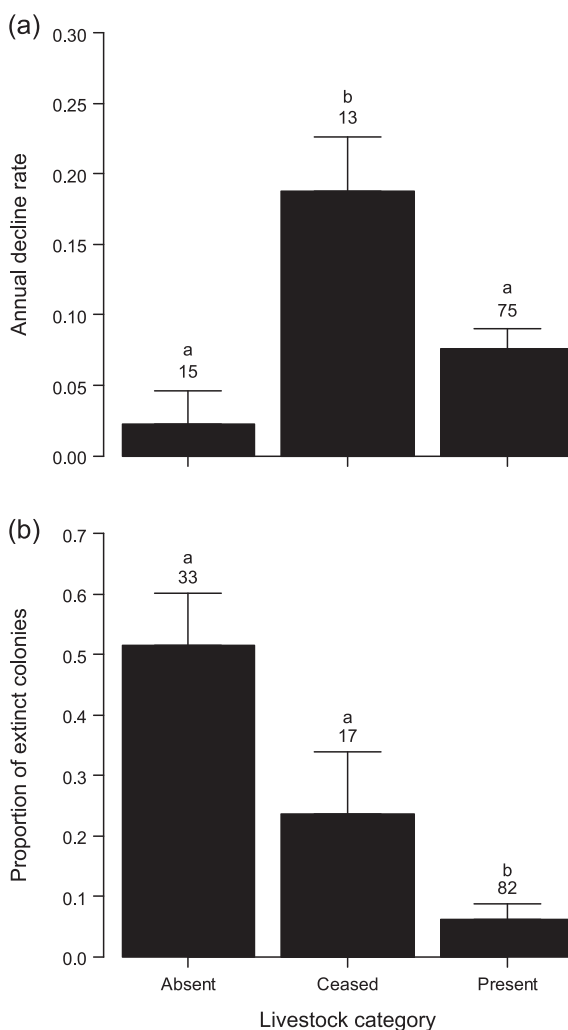 (a)
Annual decline rate
0.30
0.25
0.20
0.15
0.10
0.05
0.00
a
15
b
13
a
75
(b)
Proportion of extinct colonies
0.7
0.6
0.5
0.4
0.3
0.2
0.1
0.0
a
33
a
17
b
82
Absent Ceased Present
Livestock category